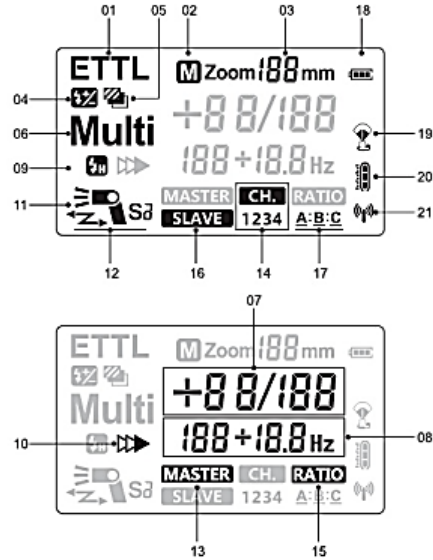 01 05 02 03 18
ETTL M Zoom 188 mm
04
+88/188
06 Multi 19
09 H 188+18.8 Hz 20
11 Sa MASTER CH. RATIO 21
SLAVE 1234 A:B:C
12 16 14 17
07
ETTL M Zoom 188 mm
+88/188
Multi
10 H 188+18.8 Hz 08
Sa MASTER CH. RATIO
SLAVE 1234 A:B:C
13 15